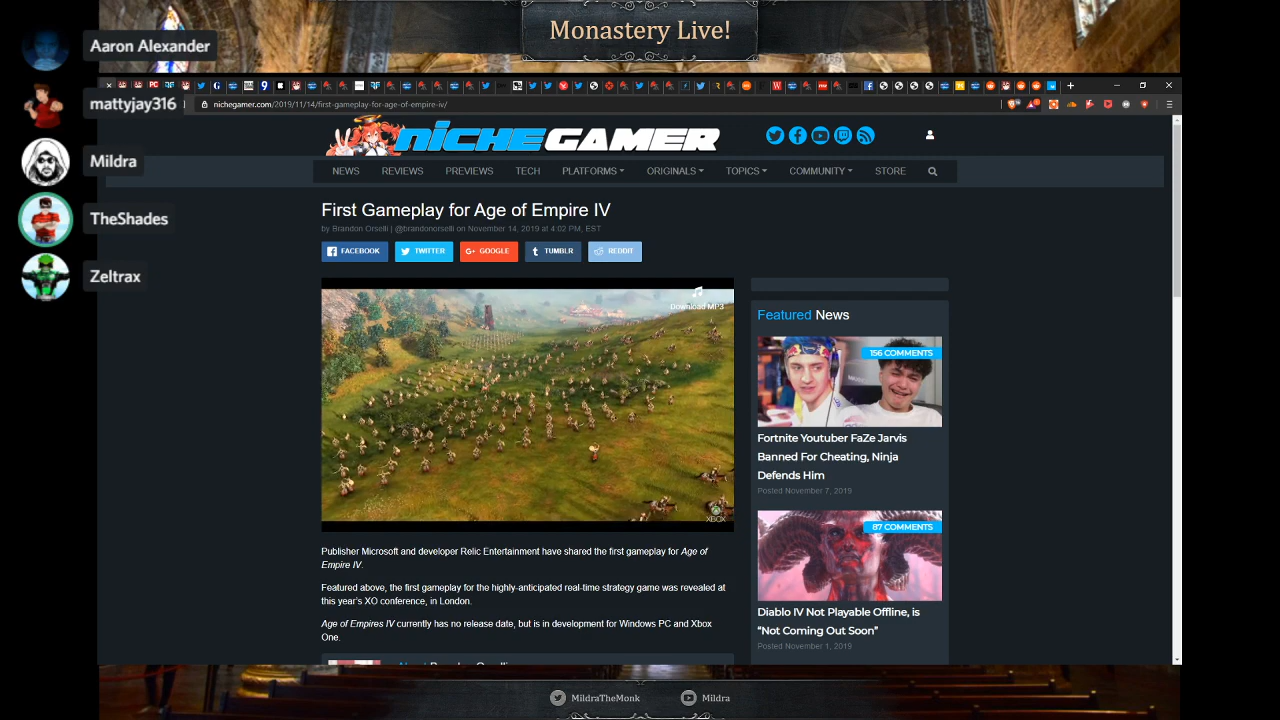 Monastery Live!
Aaron Alexander
mattyjay316
Mildra
TheShades
Zeltrax
nichegamer.com/2019/11/14/first-gameplay-for-age-of-empire-iv/
NICHEGAMER
NEWS REVIEWS PREVIEWS TECH PLATFORMS ORIGINALS TOPICS COMMUNITY STORE
First Gameplay for Age of Empire IV
by Brandon Orselli | @brandonorselli on November 14, 2019 at 4:02 PM, EST
FACEBOOK TWITTER GOOGLE TUMBLR REDDIT
Download MP3
XBOX
Publisher Microsoft and developer Relic Entertainment have shared the first gameplay for Age of
Empire IV.
Featured above, the first gameplay for the highly-anticipated real-time strategy game was revealed at
this year's XO conference, in London.
Age of Empires IV currently has no release date, but is in development for Windows PC and Xbox
One.
Featured News
156 COMMENTS
Fortnite Youtuber FaZe Jarvis
Banned For Cheating, Ninja
Defends Him
Posted November 7, 2019
87 COMMENTS
Diablo IV Not Playable Offline, is
“Not Coming Out Soon”
Posted November 1, 2019
MildraTheMonk
Mildra